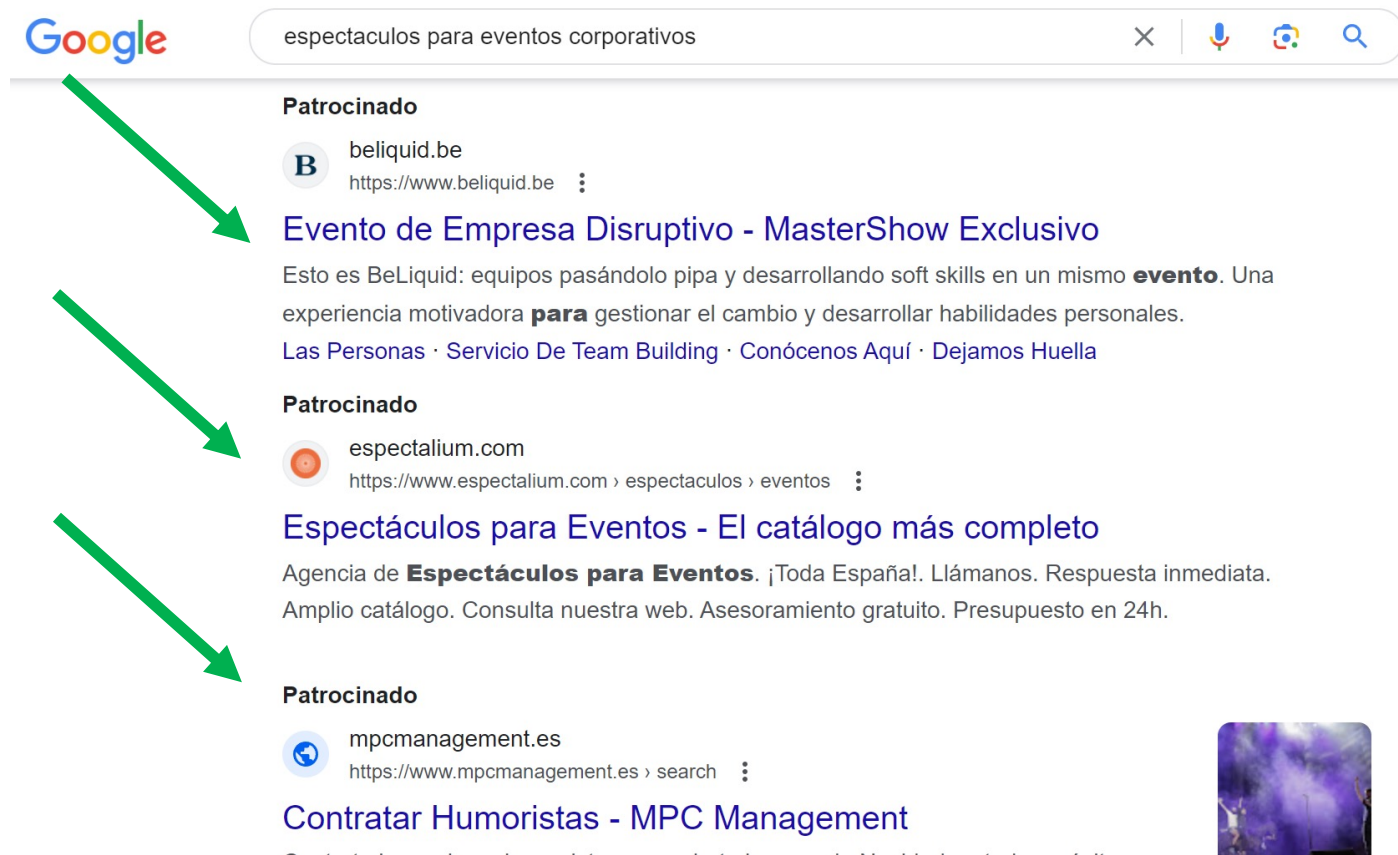 Google
espectaculos para eventos corporativos
Patrocinado
B
beliquid.be
https://www.beliquid.be
Evento de Empresa Disruptivo - MasterShow Exclusivo
Esto es BeLiquid: equipos pasándolo pipa y desarrollando soft skills en un mismo evento. Una
experiencia motivadora para gestionar el cambio y desarrollar habilidades personales.
Las Personas · Servicio De Team Building · Conócenos Aquí · Dejamos Huella
Patrocinado
espectalium.com
https://www.espectalium.com › espectaculos › eventos
Espectáculos para Eventos - El catálogo más completo
Agencia de Espectáculos para Eventos. ¡Toda España!. Llámanos. Respuesta inmediata.
Amplio catálogo. Consulta nuestra web. Asesoramiento gratuito. Presupuesto en 24h.
Patrocinado
mpcmanagement.es
https://www.mpcmanagement.es › search
Contratar Humoristas - MPC Management